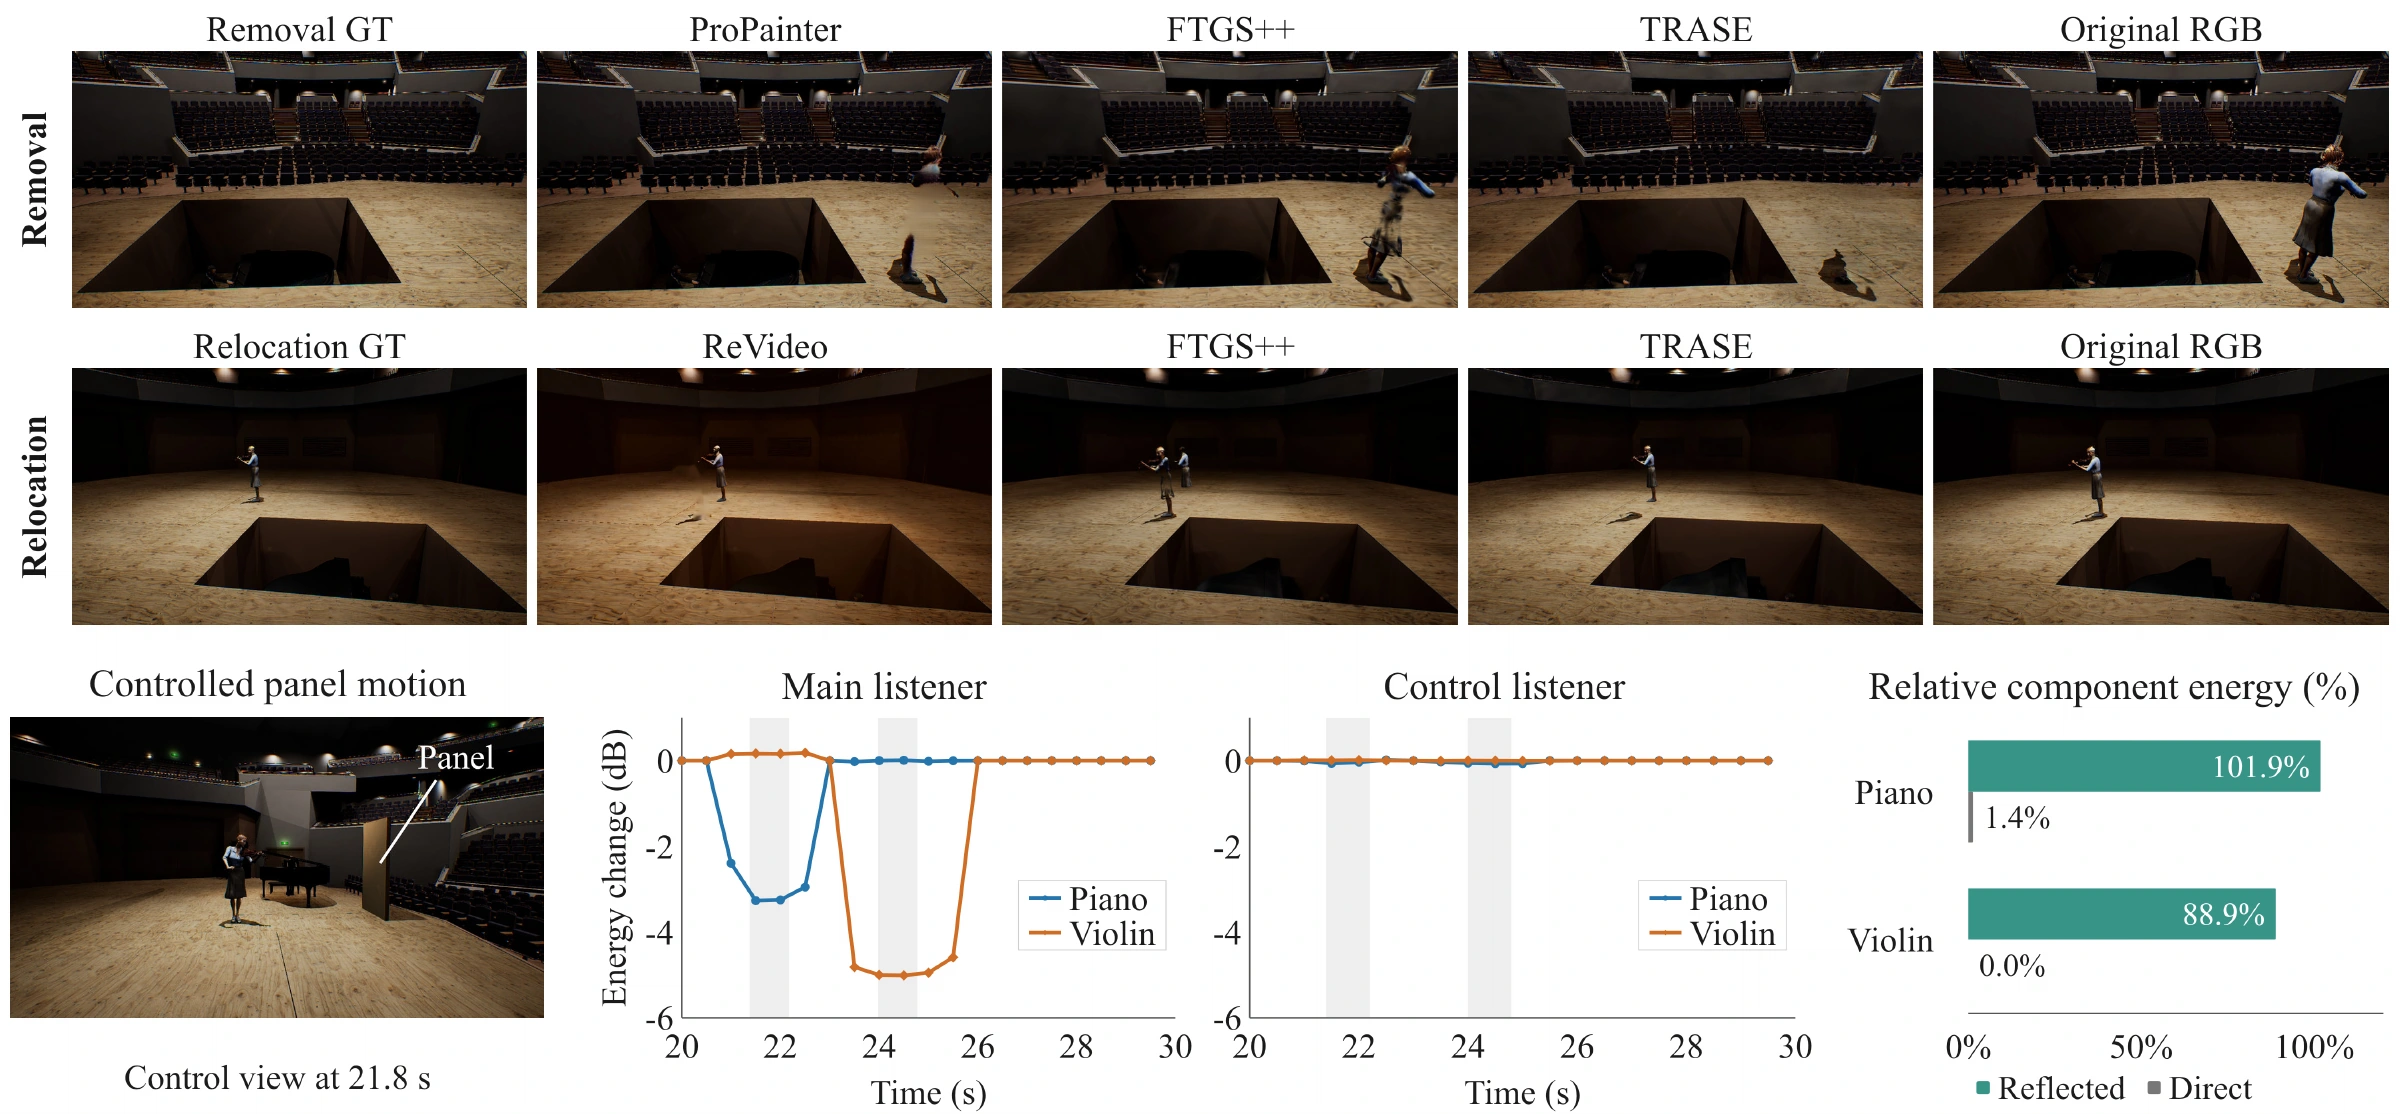 Removal GT
ProPainter
FTGS++
TRASE
Original RGB
Removal
Relocation GT
ReVideo
FTGS++
TRASE
Original RGB
Relocation
Controlled panel motion
Panel
Control view at 21.8 s
Main listener
Energy change (dB)
0
-2
-4
-6
20 22 24 26 28 30
Time (s)
Piano
Violin
Control listener
0
-2
-4
-6
20 22 24 26 28 30
Time (s)
Piano
Violin
Relative component energy (%)
Piano
101.9%
1.4%
Violin
88.9%
0.0%
0% 50% 100%
Reflected Direct